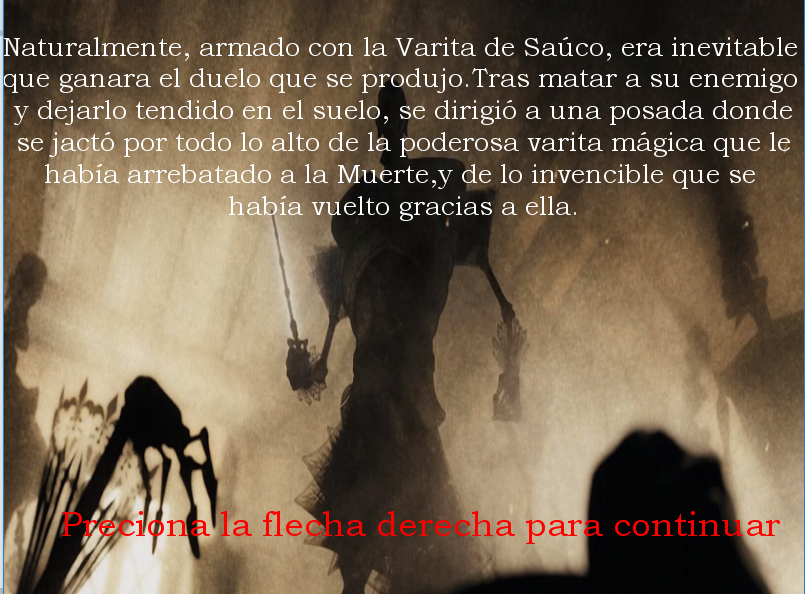 Naturalmente, armado con la Varita de Saúco, era inevitable
que ganara el duelo que se produjo.Tras matar a su enemigo
y dejarlo tendido en el suelo, se dirigió a una posada donde
se jactó por todo lo alto de la poderosa varita mágica que le
había arrebatado a la Muerte,y de lo invencible que se
había vuelto gracias a ella.
Preciona la flecha derecha para continuar